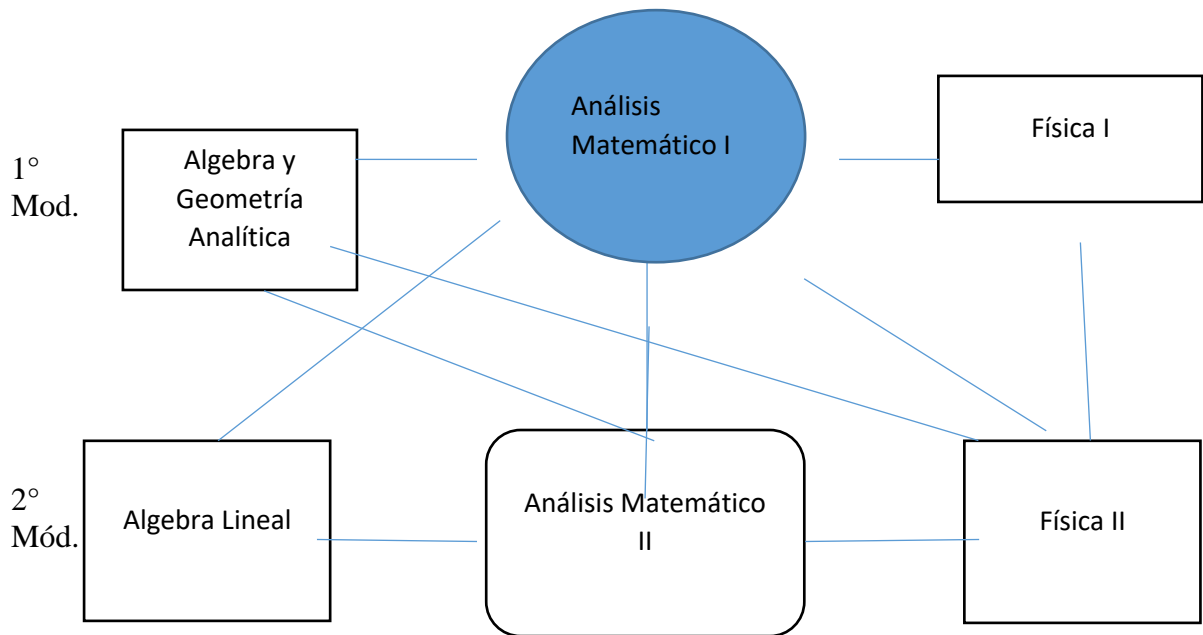 Análisis
Matemático I
Física I
1°
Mod.
Algebra y
Geometría
Analítica
2°
Mód.
Algebra Lineal
Análisis Matemático
II
Física II